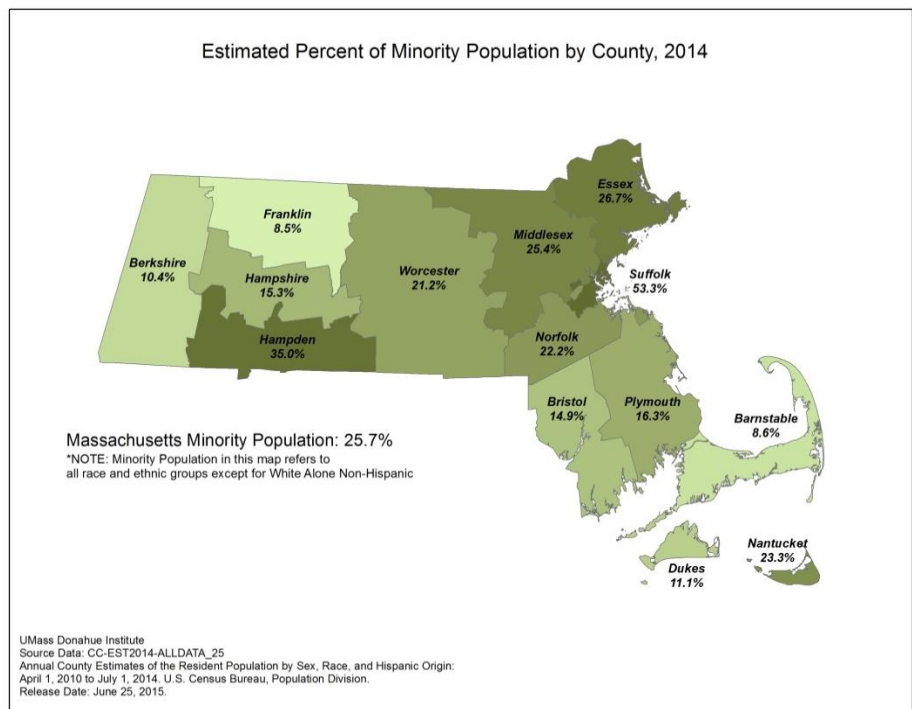 Estimated Percent of Minority Population by County, 2014
Essex
26.7%
Franklin
8.5%
Middlesex
25.4%
Berkshire
10.4%
Hampshire
15.3%
Worcester
21.2%
Suffolk
53.3%
Hampden
35.0%
Norfolk
22.2%
Bristol
14.9%
Plymouth
16.3%
Barnstable
8.6%
Massachusetts Minority Population: 25.7%
*NOTE: Minority Population in this map refers to
all race and ethnic groups except for White Alone Non-Hispanic
Nantucket
23.3%
Dukes
11.1%
UMass Donahue Institute
Source Data: CC-EST2014-ALLDATA_25
Annual County Estimates of the Resident Population by Sex, Race, and Hispanic Origin:
April 1, 2010 to July 1, 2014. U.S. Census Bureau, Population Division.
Release Date: June 25, 2015.